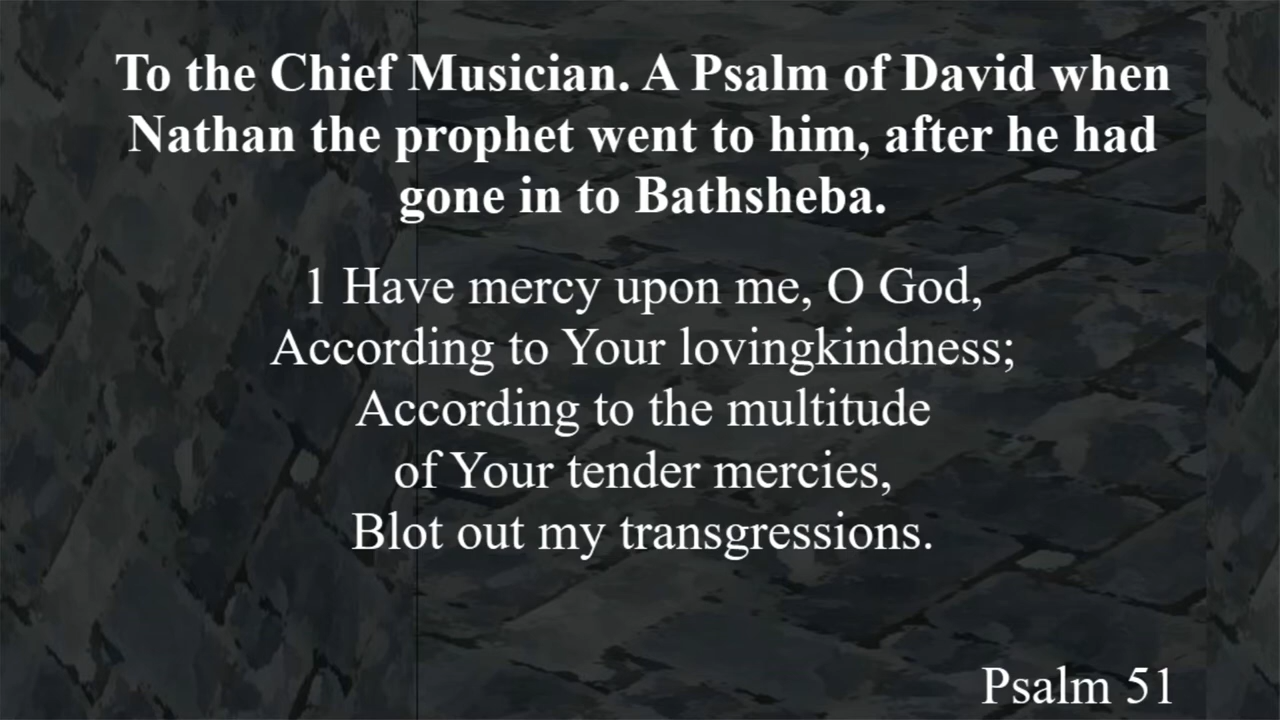 To the Chief Musician. A Psalm of David when
Nathan the prophet went to him, after he had
gone in to Bathsheba.
1 Have mercy upon me, O God,
According to Your lovingkindness;
According to the multitude
of Your tender mercies,
Blot out my transgressions.
Psalm 51